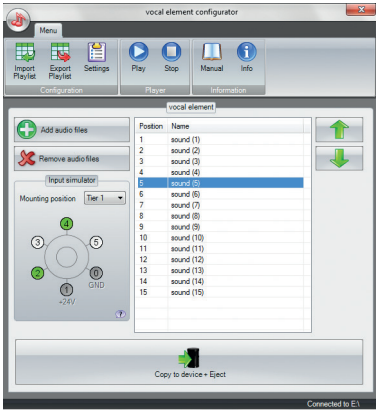 vocal element configurator
Menu
Import Playlist
Export Playlist
Settings
Play
Stop
Manual
Info
Configuration
Player
Information
vocal element
Add audio files
Remove audio files
Input simulator
Mounting position Tier 1
4
3
5
2
0
GND
1
+24V
?
Position Name
1 sound (1)
2 sound (2)
3 sound (3)
4 sound (4)
5 sound (5)
6 sound (6)
7 sound (7)
8 sound (8)
9 sound (9)
10 sound (10)
11 sound (11)
12 sound (12)
13 sound (13)
14 sound (14)
15 sound (15)
Copy to device + Eject
Connected to E:\